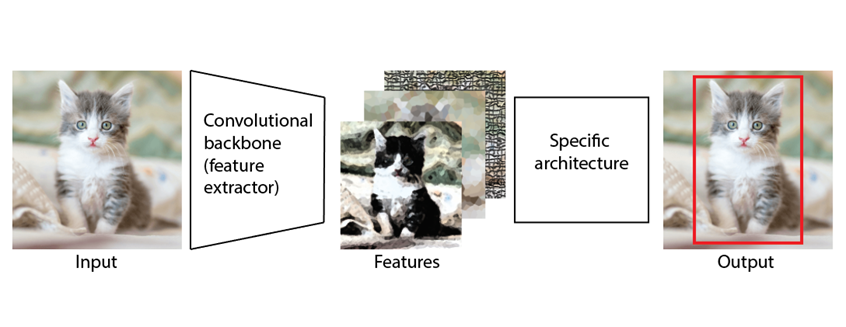 Convolutional
backbone
(feature
extractor)
Specific
architecture
Input
Features
Output